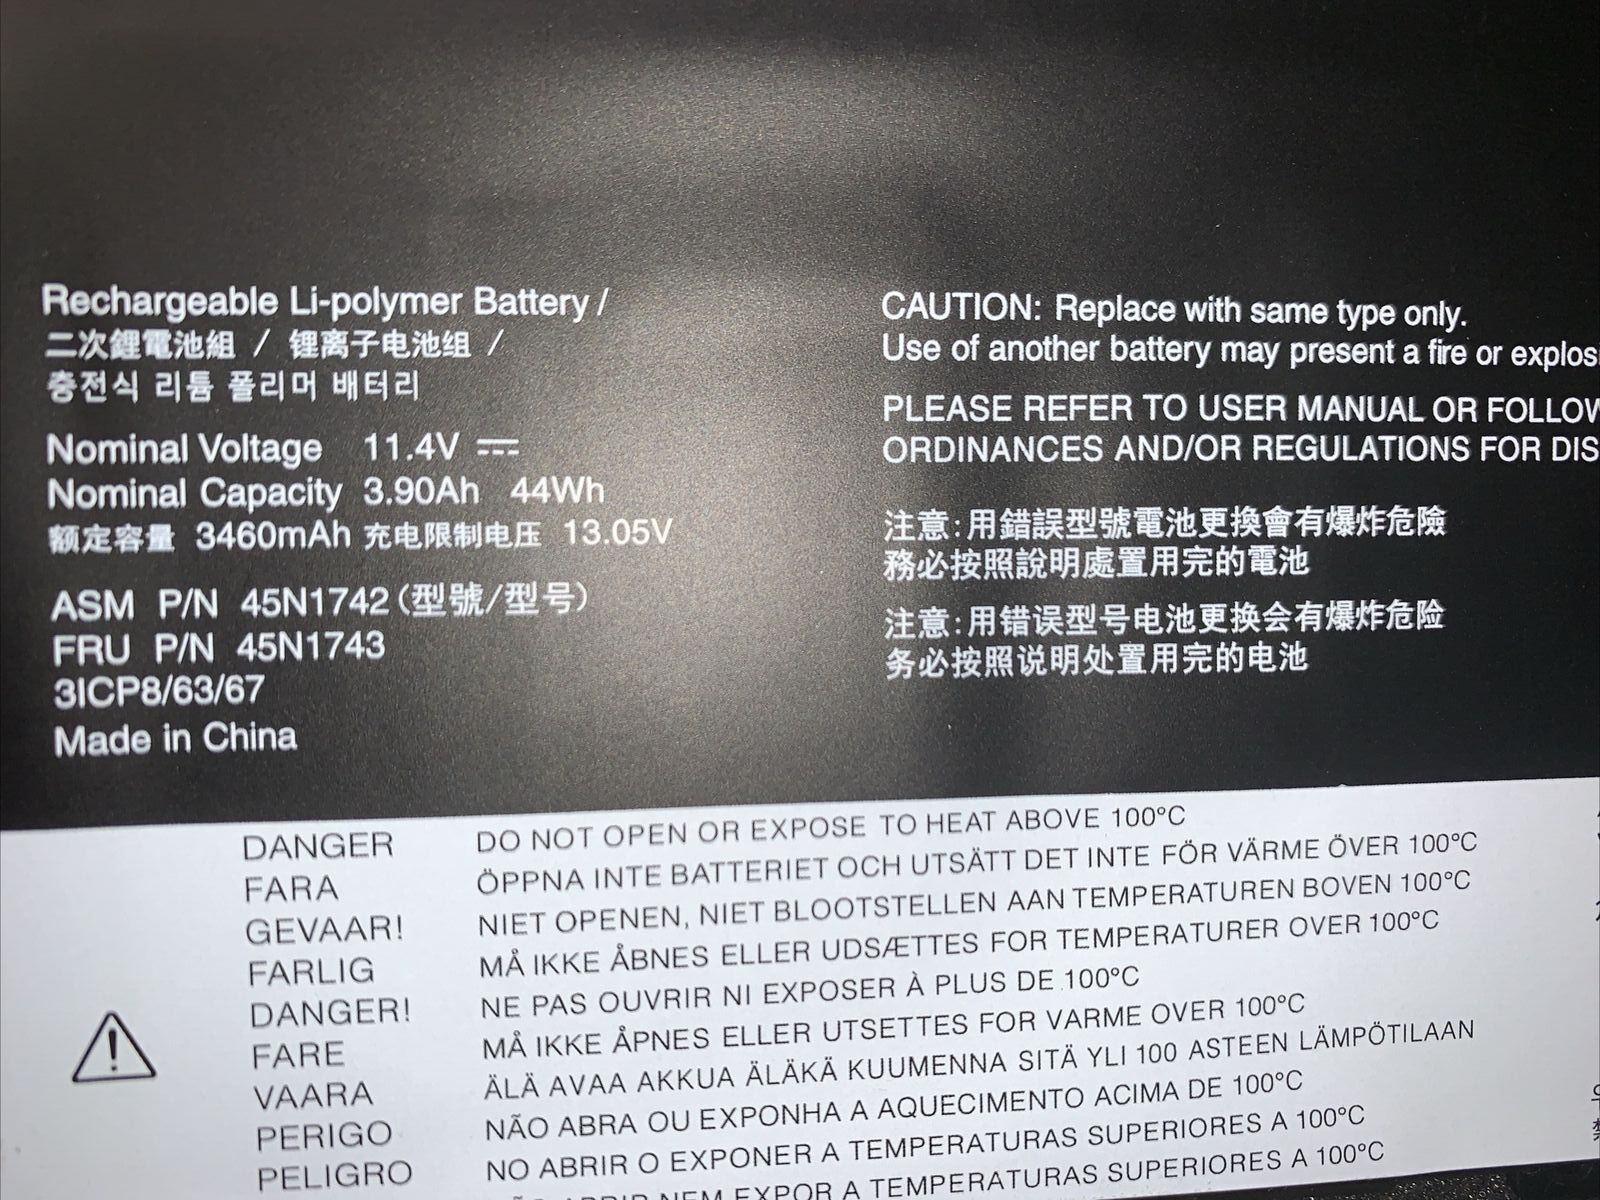 Rechargeable Li-polymer Battery /
二次鋰電池組 / 锂离子电池组 /
충전식 리튬 폴리머 배터리
Nominal Voltage 11.4V ⎓
Nominal Capacity 3.90Ah 44Wh
额定容量 3460mAh 充电限制电压 13.05V
ASM P/N 45N1742 (型號/型号)
FRU P/N 45N1743
3ICP8/63/67
Made in China
CAUTION: Replace with same type only.
Use of another battery may present a fire or explosi
PLEASE REFER TO USER MANUAL OR FOLLOW
ORDINANCES AND/OR REGULATIONS FOR DIS
注意:用錯誤型號電池更換會有爆炸危險
務必按照說明處置用完的電池
注意:用错误型号电池更换会有爆炸危险
务必按照说明处置用完的电池
DANGER DO NOT OPEN OR EXPOSE TO HEAT ABOVE 100°C
FARA ÖPPNA INTE BATTERIET OCH UTSÄTT DET INTE FÖR VÄRME ÖVER 100°C
GEVAAR! NIET OPENEN, NIET BLOOTSTELLEN AAN TEMPERATUREN BOVEN 100°C
FARLIG MÅ IKKE ÅBNES ELLER UDSÆTTES FOR TEMPERATURER OVER 100°C
DANGER! NE PAS OUVRIR NI EXPOSER À PLUS DE 100°C
FARE MÅ IKKE ÅPNES ELLER UTSETTES FOR VARME OVER 100°C
VAARA ÄLÄ AVAA AKKUA ÄLÄKÄ KUUMENNA SITÄ YLI 100 ASTEEN LÄMPÖTILAAN
PERIGO NÃO ABRA OU EXPONHA A AQUECIMENTO ACIMA DE 100°C
PELIGRO NO ABRIR O EXPONER A TEMPERATURAS SUPERIORES A 100°C
NÃO ABRIR NEM EXPOR A TEMPERATURAS SUPERIORES A 100°C